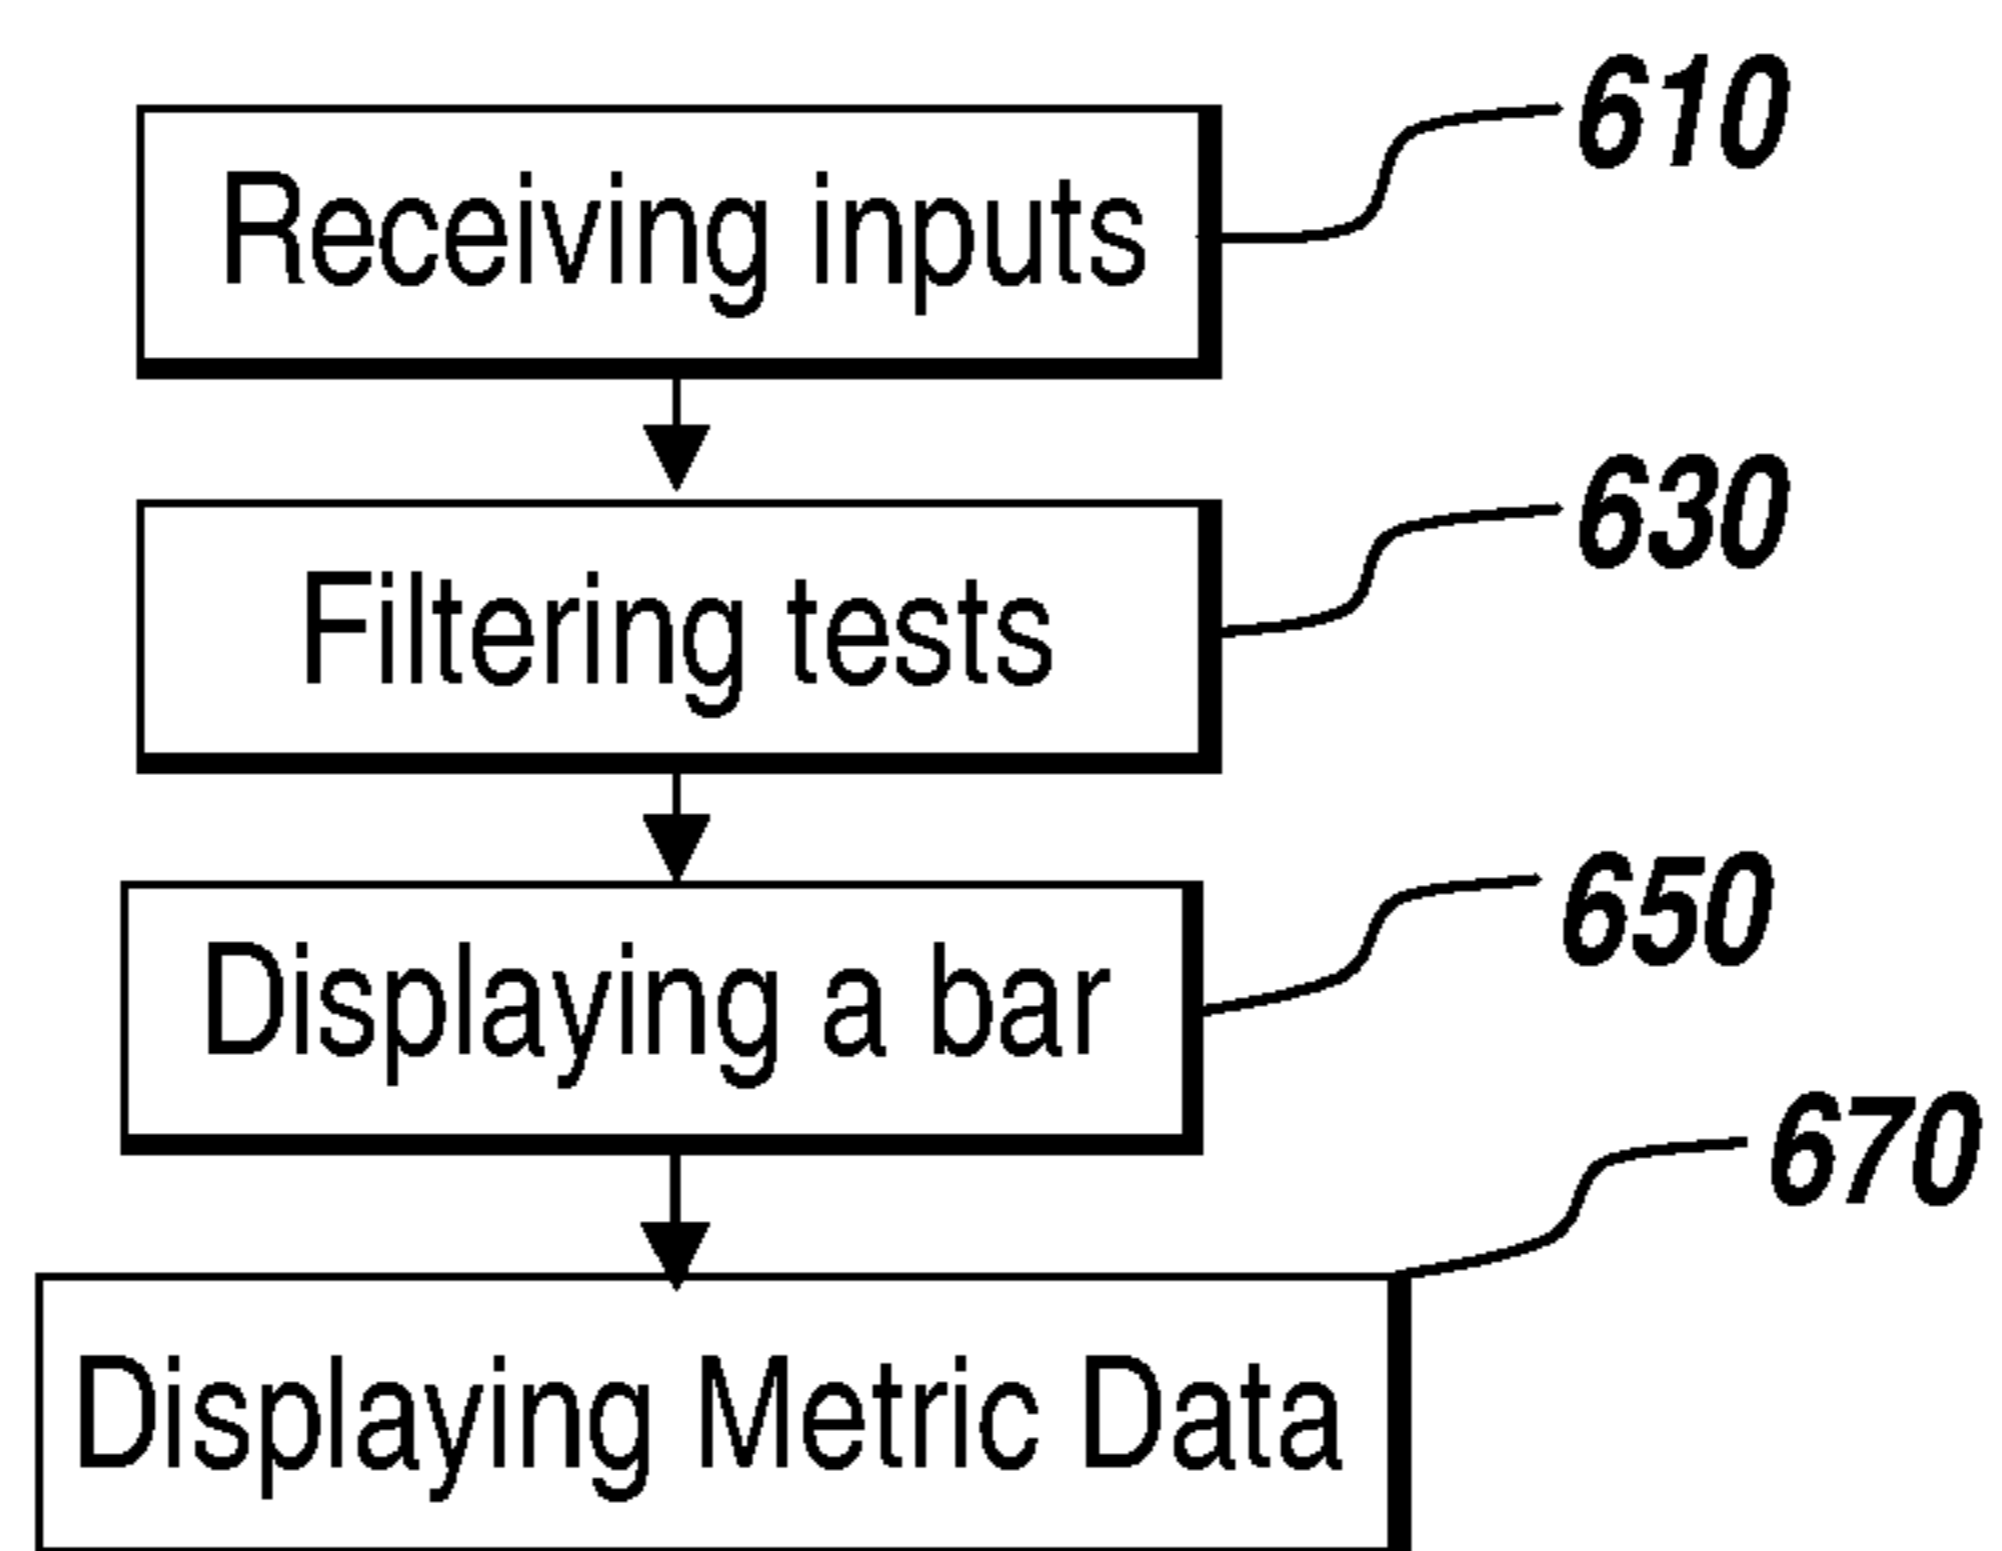 610
Receiving inputs
630
Filtering tests
650
Displaying a bar
670
Displaying Metric Data